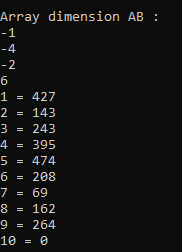 Array dimension AB :
-1
-4
-2
6
1 = 427
2 = 143
3 = 243
4 = 395
5 = 474
6 = 208
7 = 69
8 = 162
9 = 264
10 = 0